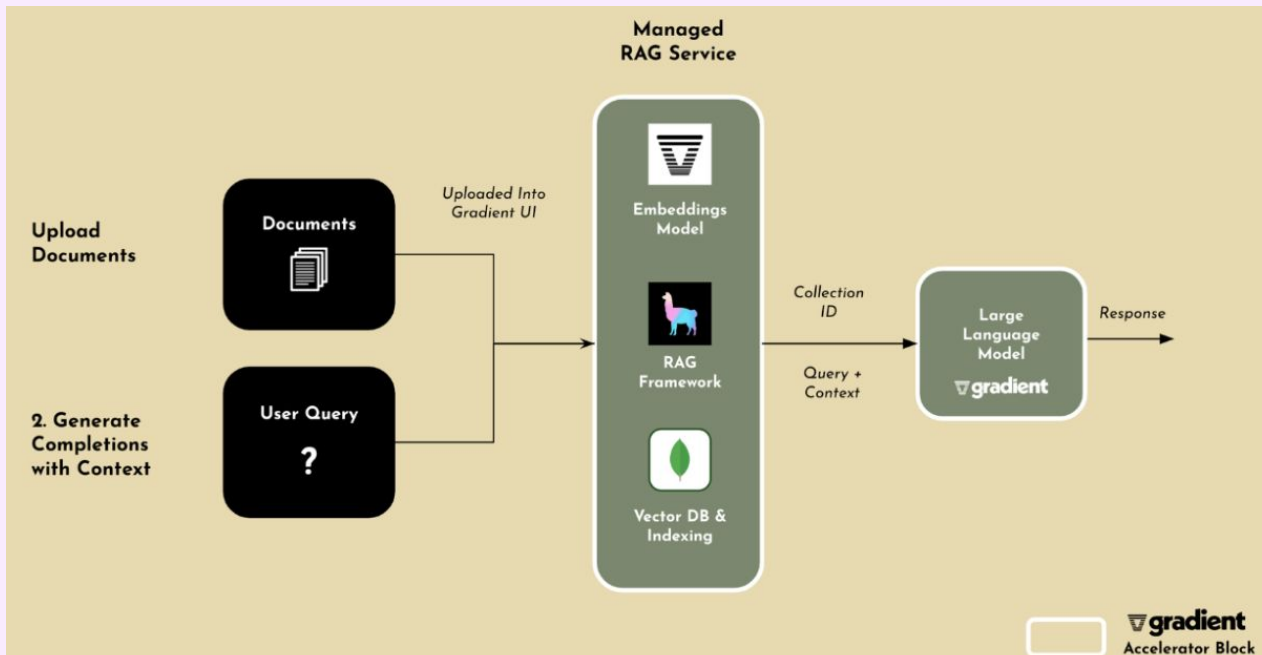 Managed
RAG Service
Upload
Documents
Documents
Uploaded Into
Gradient UI
Embeddings
Model
RAG
Framework
Vector DB &
Indexing
2. Generate
Completions
with Context
User Query
?
Collection
ID
Query +
Context
Large
Language
Model
gradient
Response
gradient
Accelerator Block